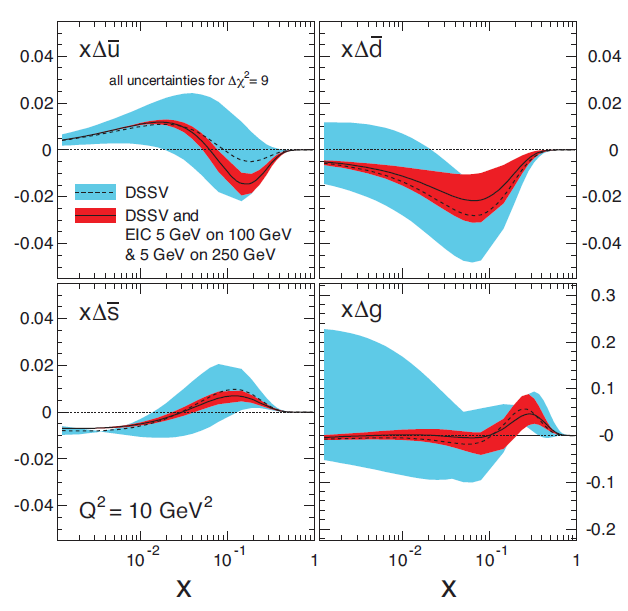 xΔū
xΔd̄
all uncertainties for Δχ²= 9
0.04
0.02
0
-0.02
-0.04
0.04
0.02
0
-0.02
-0.04
DSSV
DSSV and
EIC 5 GeV on 100 GeV
& 5 GeV on 250 GeV
xΔs̄
xΔg
0.04
0.02
0
-0.02
-0.04
0.3
0.2
0.1
-0
-0.1
-0.2
Q² = 10 GeV²
10⁻² 10⁻¹ 1
10⁻² 10⁻¹ 1
x
x